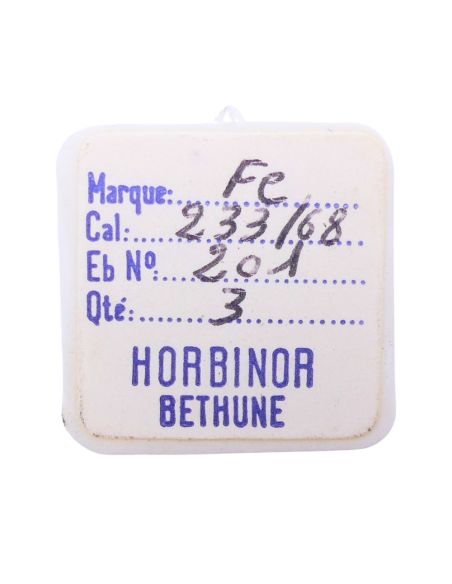 Marque: Fe
Cal: 233/68
Eb Nº: 201
Qté: 3
HORBINOR
BETHUNE